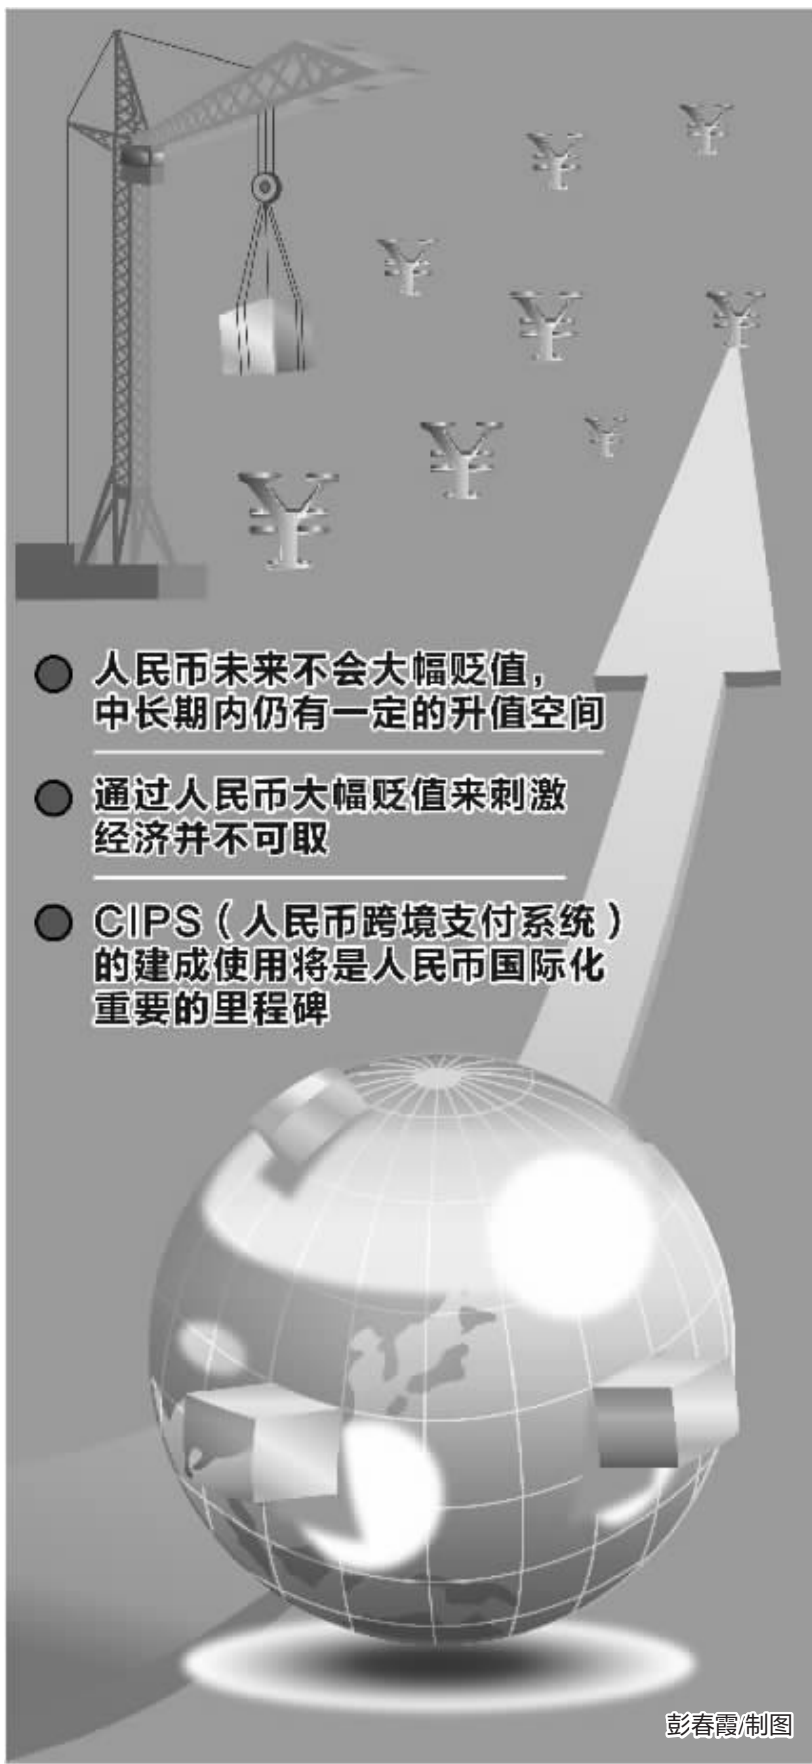 人民币未来不会大幅贬值，
中长期内仍有一定的升值空间
通过人民币大幅贬值来刺激
经济并不可取
CIPS（人民币跨境支付系统）
的建成使用将是人民币国际化
重要的里程碑
彭春霞/制图